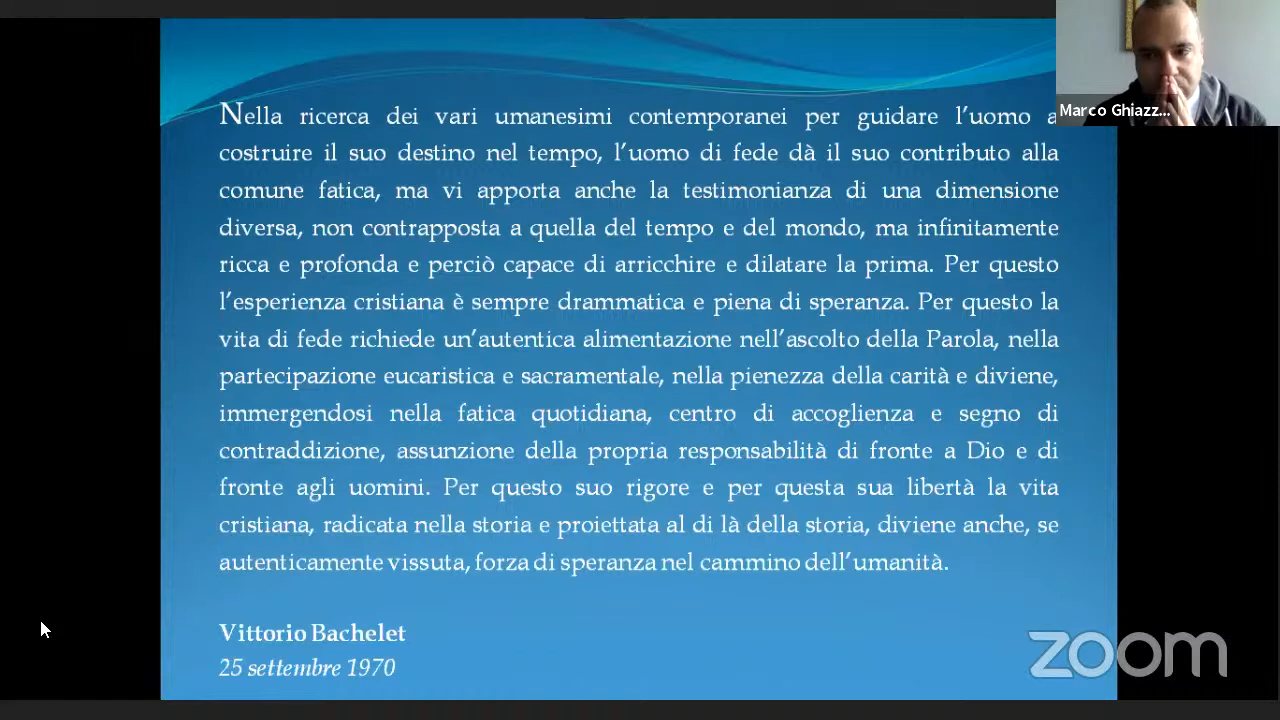 Nella ricerca dei vari umanesimi contemporanei per guidare l’uomo a
costruire il suo destino nel tempo, l’uomo di fede dà il suo contributo alla
comune fatica, ma vi apporta anche la testimonianza di una dimensione
diversa, non contrapposta a quella del tempo e del mondo, ma infinitamente
ricca e profonda e perciò capace di arricchire e dilatare la prima. Per questo
l’esperienza cristiana è sempre drammatica e piena di speranza. Per questo la
vita di fede richiede un’autentica alimentazione nell’ascolto della Parola, nella
partecipazione eucaristica e sacramentale, nella pienezza della carità e diviene,
immergendosi nella fatica quotidiana, centro di accoglienza e segno di
contraddizione, assunzione della propria responsabilità di fronte a Dio e di
fronte agli uomini. Per questo suo rigore e per questa sua libertà la vita
cristiana, radicata nella storia e proiettata al di là della storia, diviene anche, se
autenticamente vissuta, forza di speranza nel cammino dell’umanità.
Vittorio Bachelet
25 settembre 1970
Marco Ghiazz...
zoom